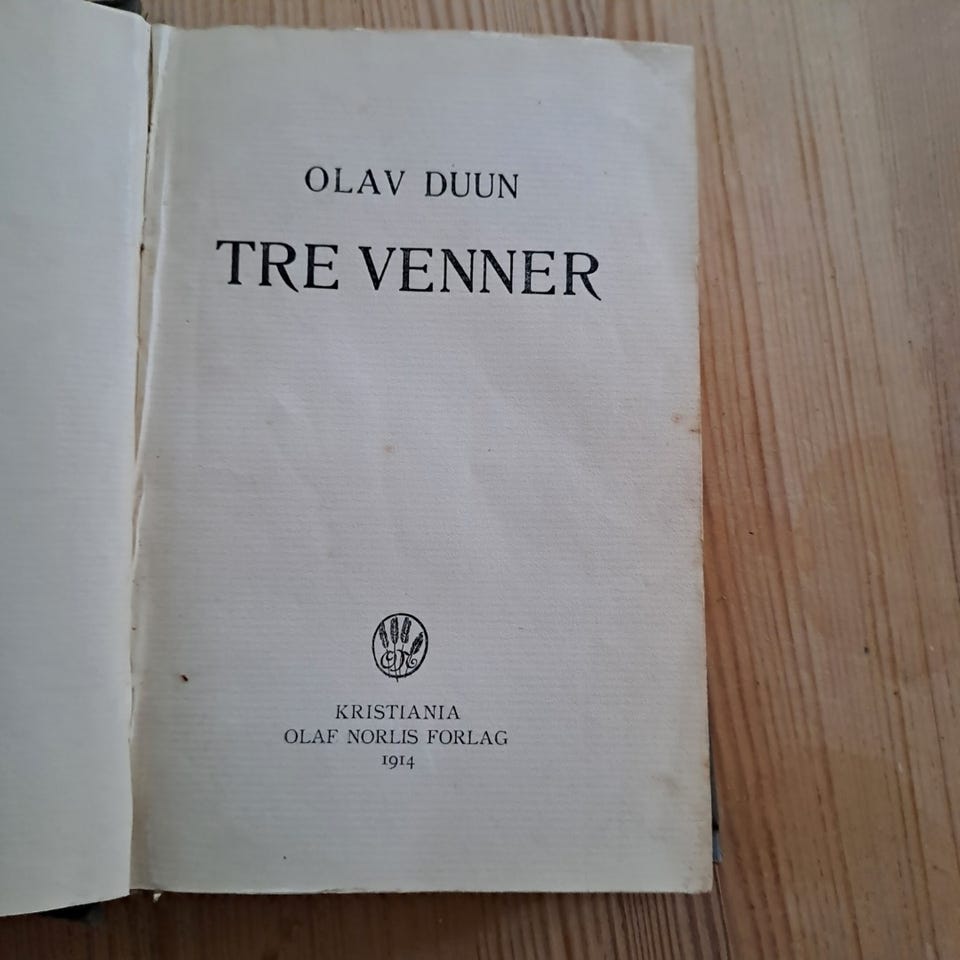 OLAV DUUN
TRE VENNER
KRISTIANIA
OLAF NORLIS FORLAG
1914